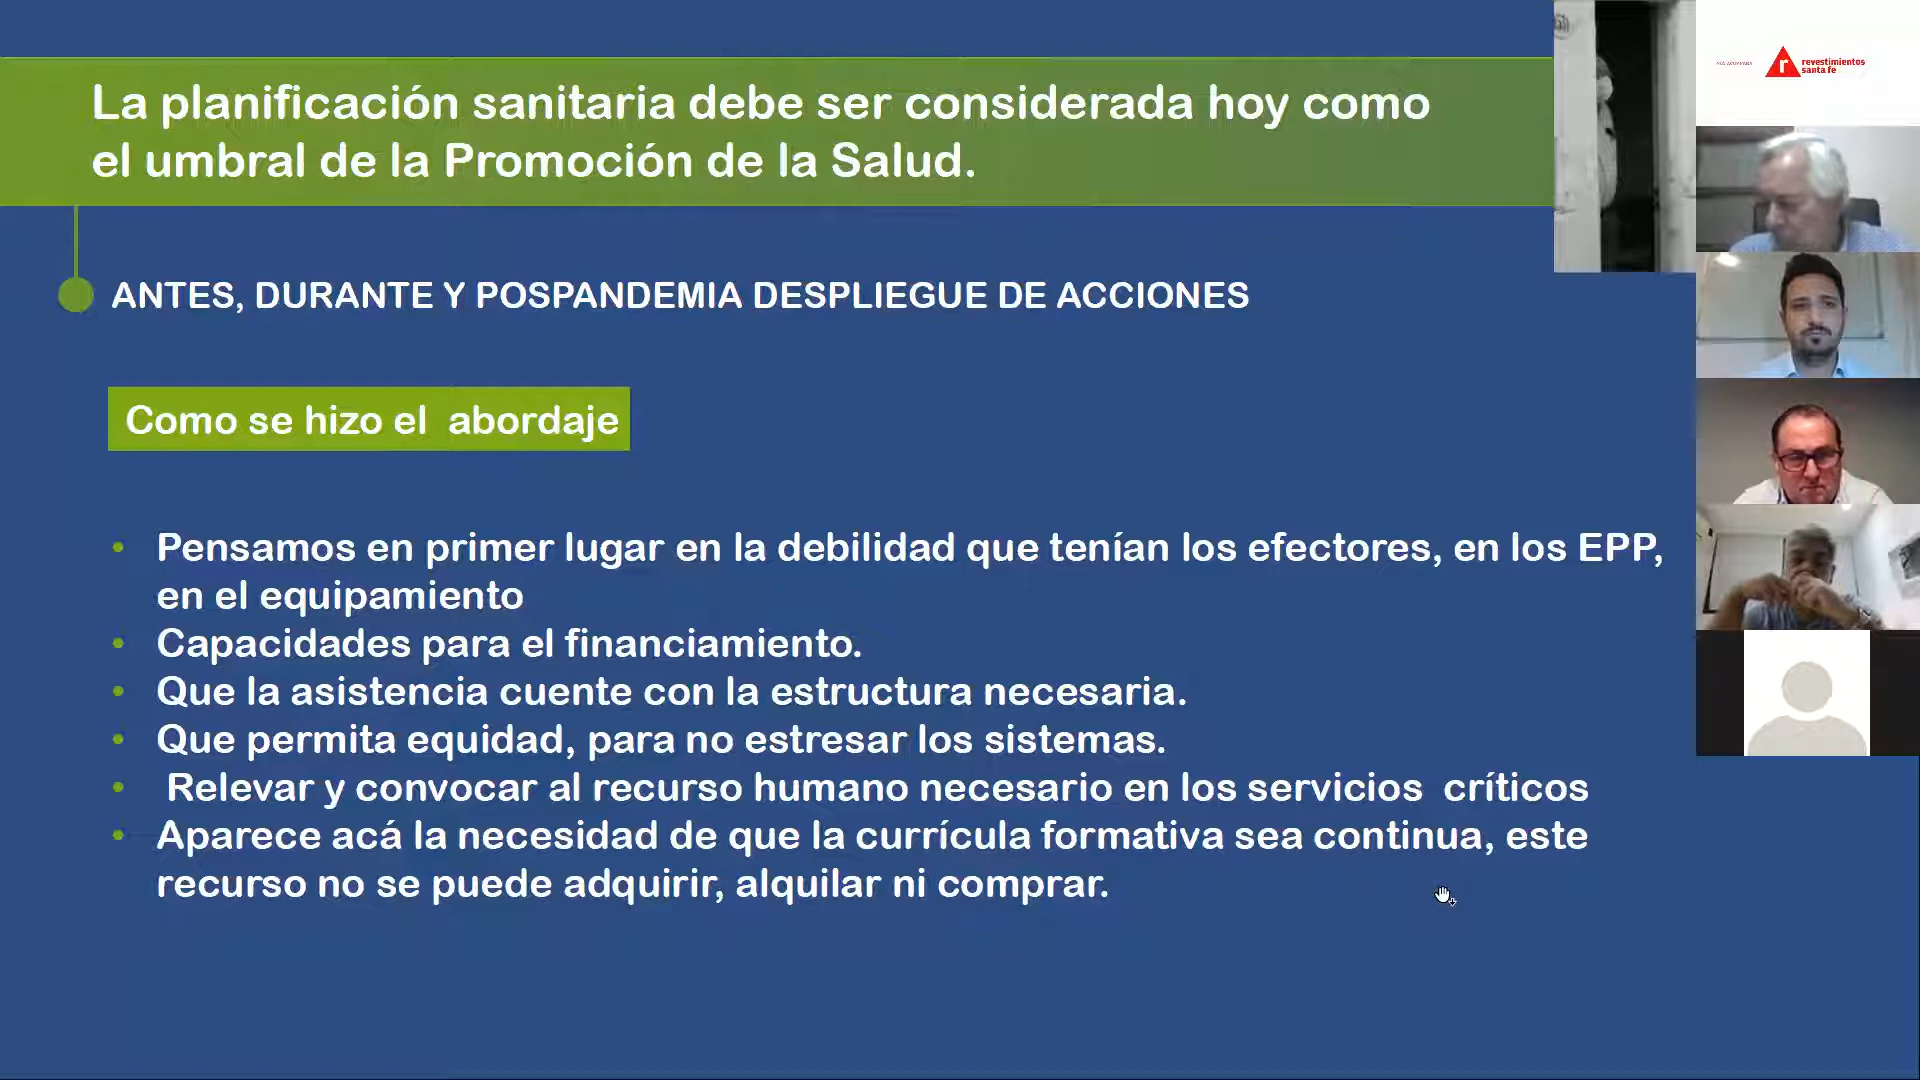 La planificación sanitaria debe ser considerada hoy como
el umbral de la Promoción de la Salud.
ANTES, DURANTE Y POSPANDEMIA DESPLIEGUE DE ACCIONES
Como se hizo el  abordaje
• Pensamos en primer lugar en la debilidad que tenían los efectores, en los EPP,
en el equipamiento
• Capacidades para el financiamiento.
• Que la asistencia cuente con la estructura necesaria.
• Que permita equidad, para no estresar los sistemas.
• Relevar y convocar al recurso humano necesario en los servicios  críticos
• Aparece acá la necesidad de que la currícula formativa sea continua, este
recurso no se puede adquirir, alquilar ni comprar.
r
revestimientos
santa fe